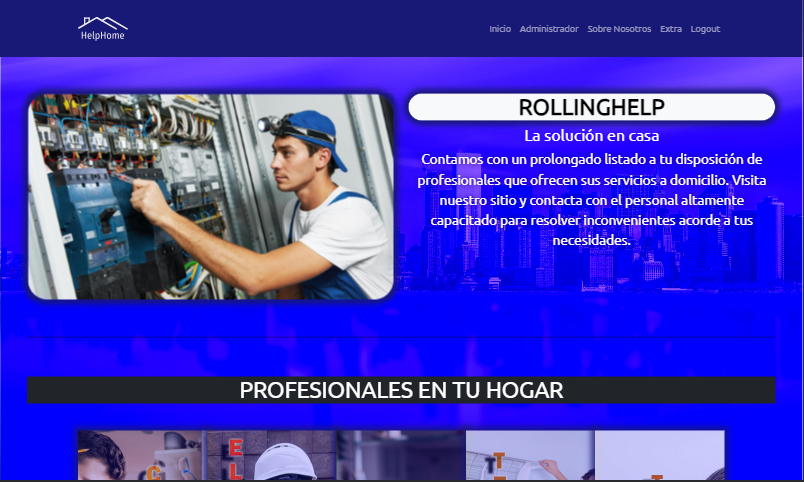 HelpHome
Inicio Administrador Sobre Nosotros Extra Logout
ROLLINGHELP
La solución en casa
Contamos con un prolongado listado a tu disposición de
profesionales que ofrecen sus servicios a domicilio. Visita
nuestro sitio y contacta con el personal altamente
capacitado para resolver inconvenientes acorde a tus
necesidades.
PROFESIONALES EN TU HOGAR